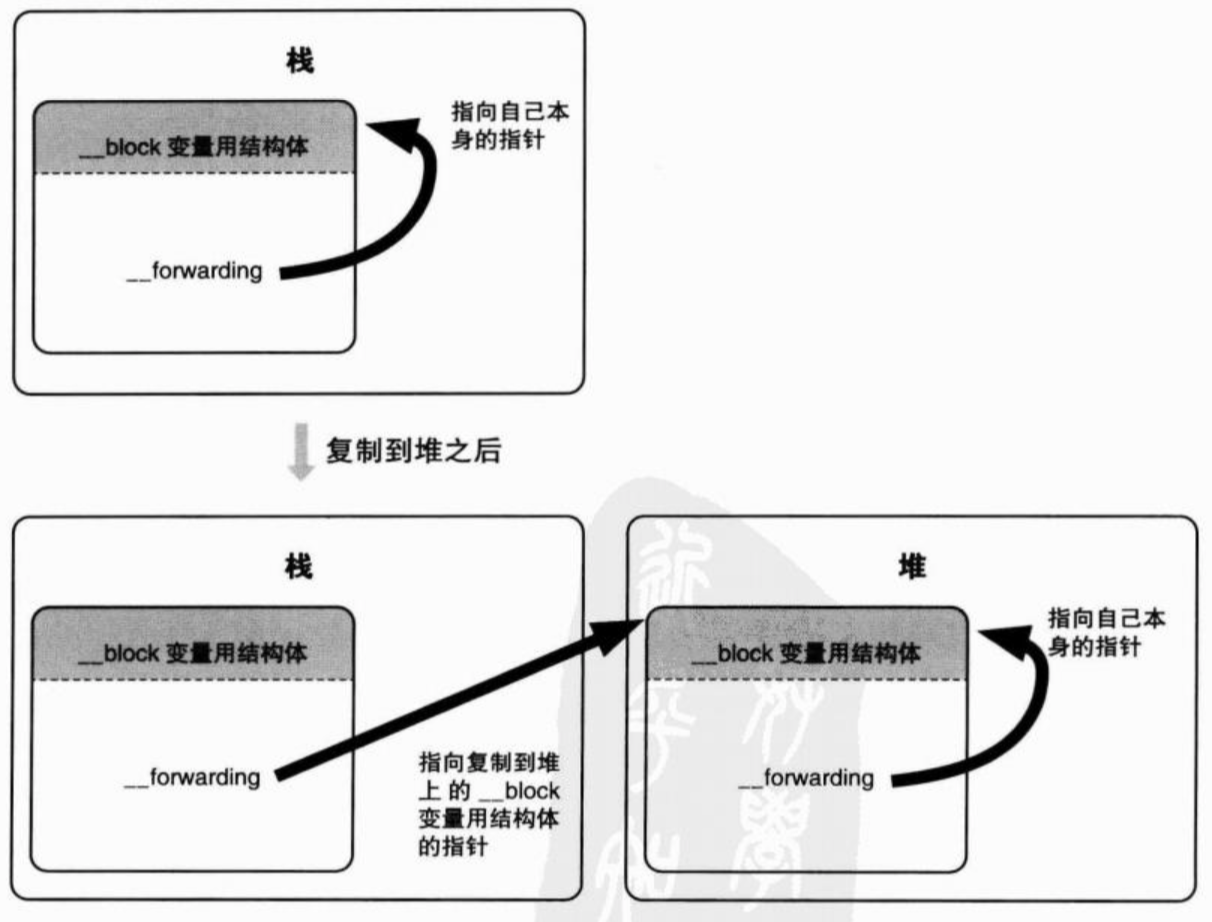 栈
指向自己本
身的指针
__block 变量用结构体
__forwarding
复制到堆之后
栈
__block 变量用结构体
__forwarding
指向复制到堆
上 的 __block
变量用结构体
的指针
堆
指向自己本
身的指针
__block 变量用结构体
__forwarding